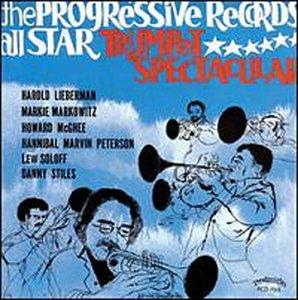 the PROGRESSIVE RECORDS
all STAR TRUMPET
SPECTACULAR
HAROLD LIEBERMAN
MARKIE MARKOWITZ
HOWARD McGHEE
HANNIBAL MARVIN PETERSON
LEW SOLOFF
DANNY STILES